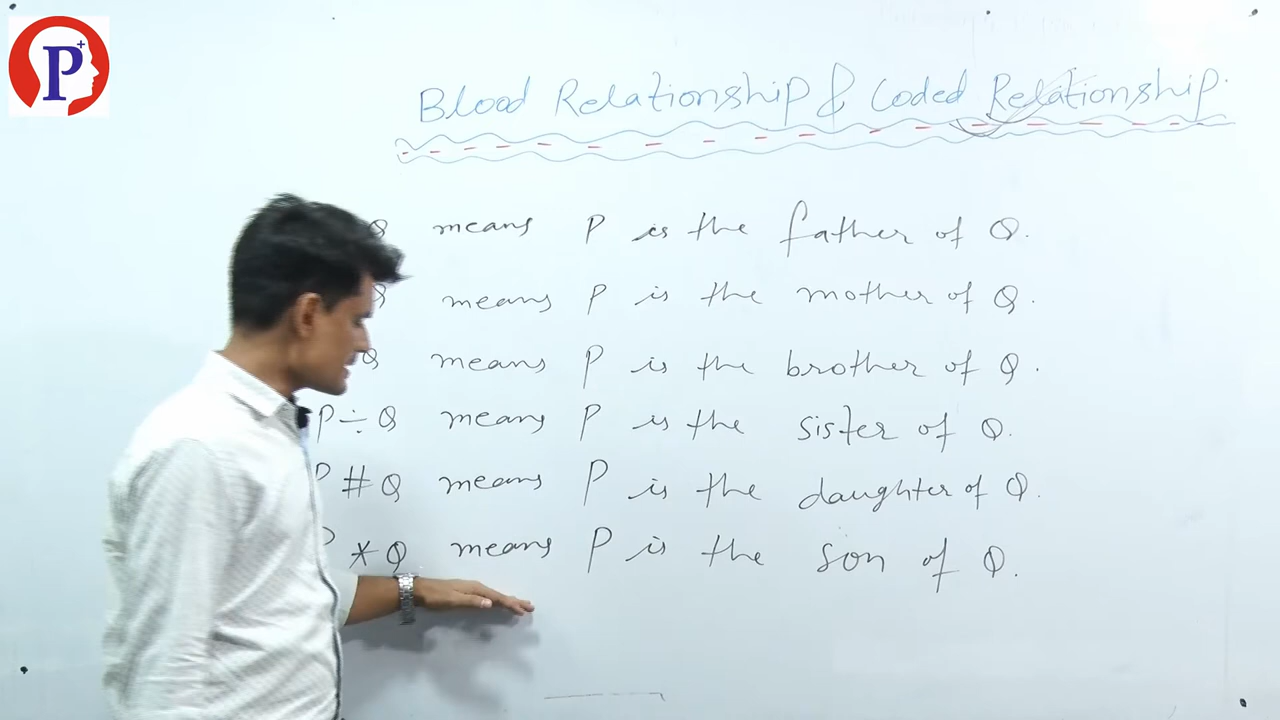 P+
Blood Relationship & Coded Relationship.
Q means P is the father of Q.
Q means P is the mother of Q.
Q means P is the brother of Q.
P ÷ Q means P is the sister of Q.
P # Q means P is the daughter of Q.
P * Q means P is the son of Q.